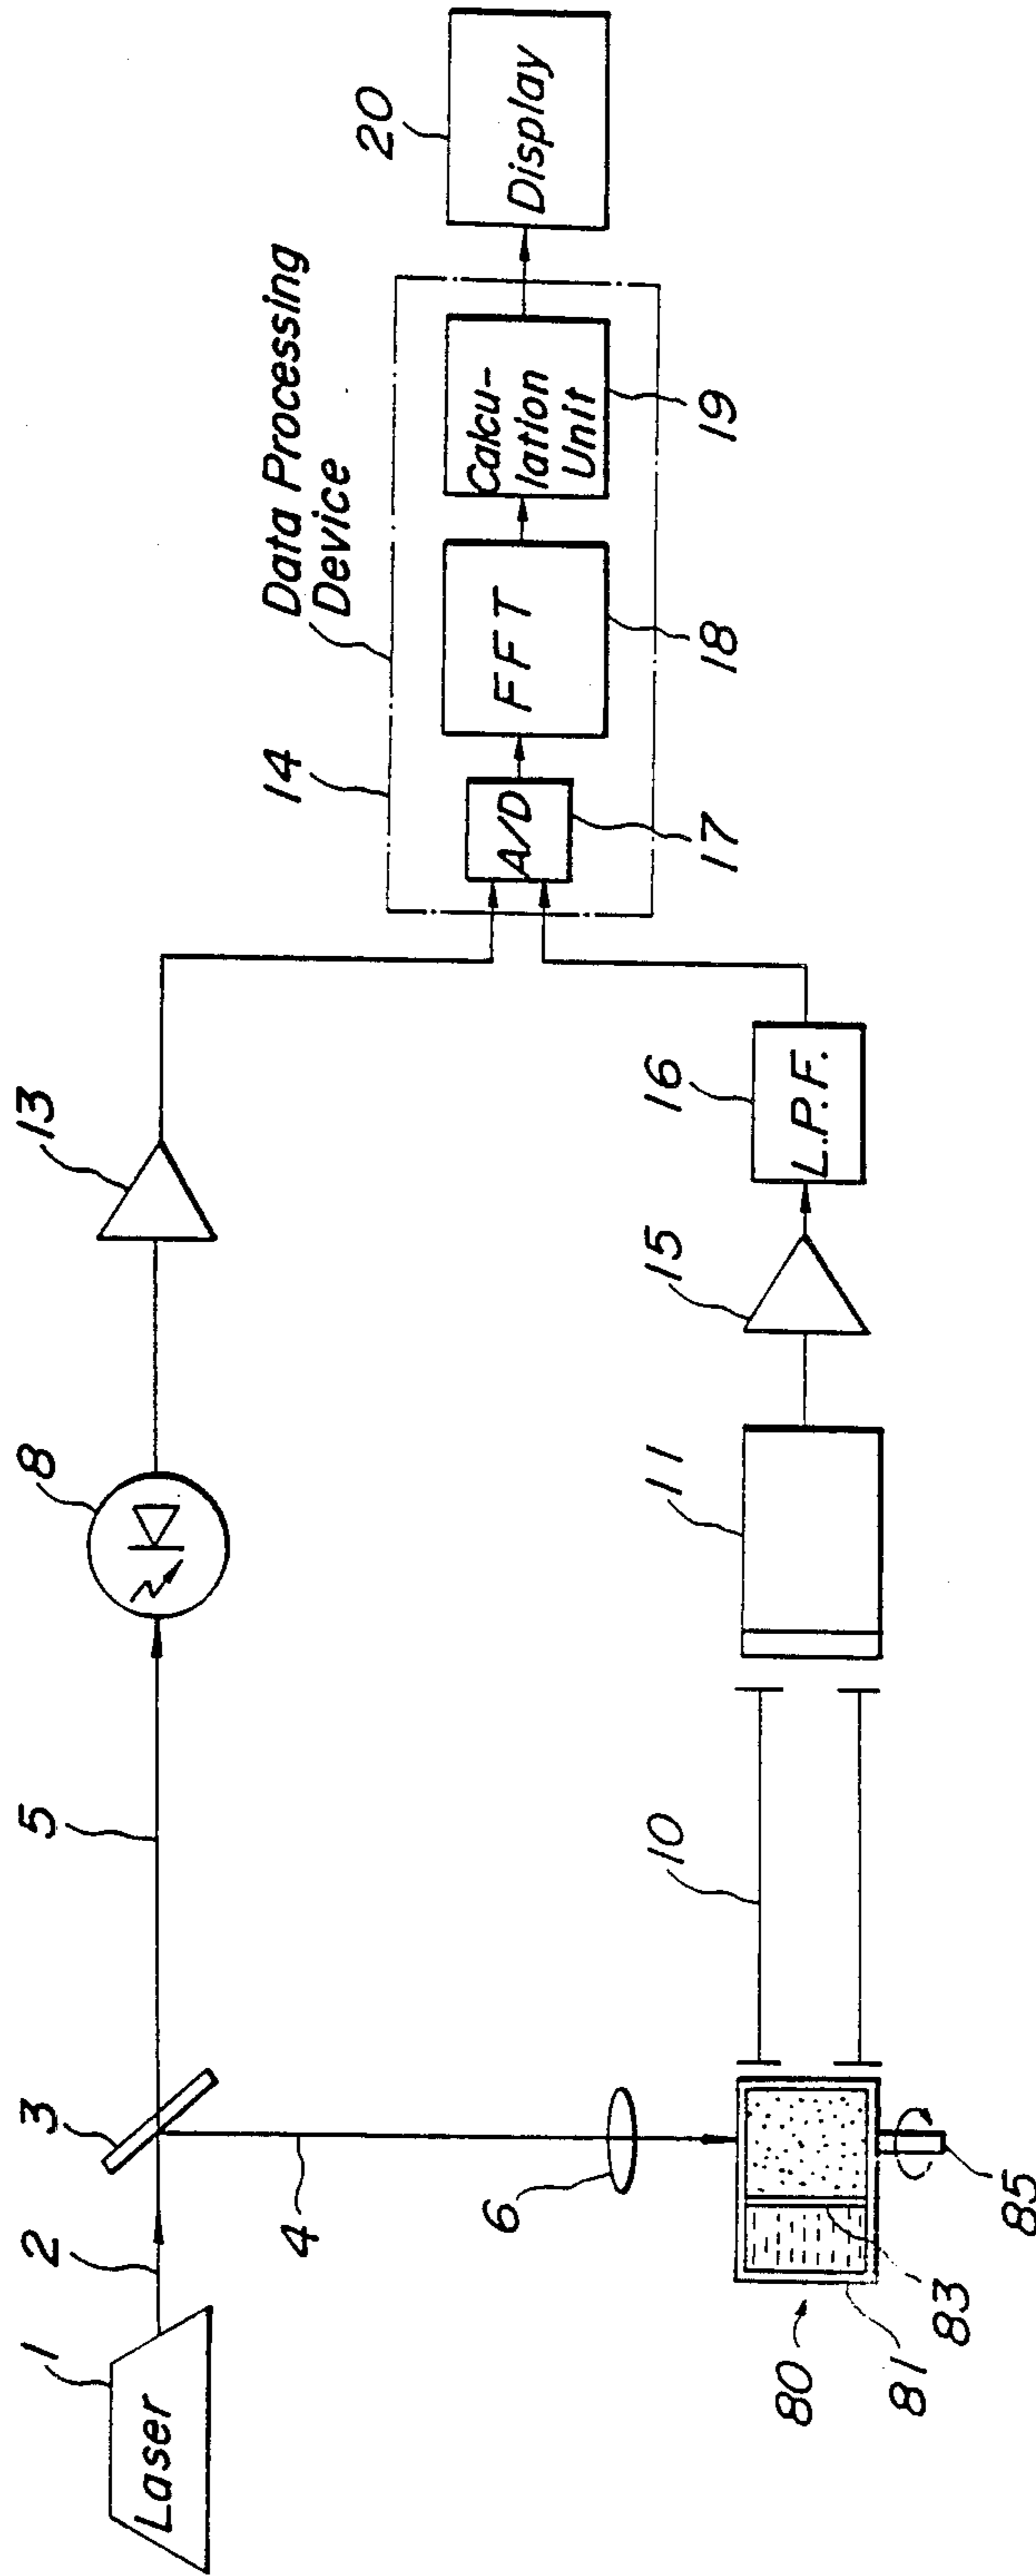 1
Laser
2
3
4
5
6
8
13
10
11
15
16
L.P.F.
14
Data Processing
Device
A/D
17
FFT
18
Calcu-
lation
Unit
19
20
Display
80
81
83
85